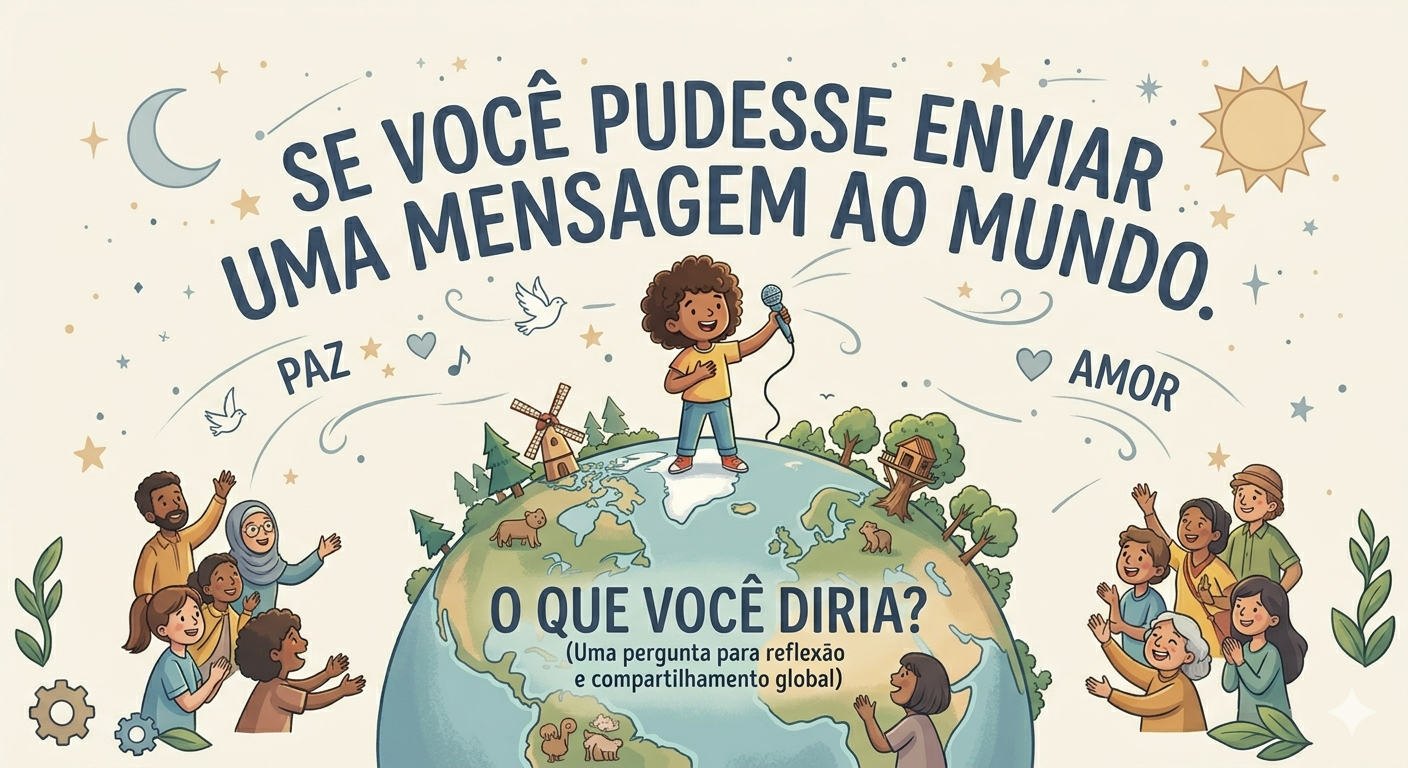 SE VOCÊ PUDESSE ENVIAR
UMA MENSAGEM AO MUNDO.
PAZ
AMOR
O QUE VOCÊ DIRIA?
(Uma pergunta para reflexão
e compartilhamento global)